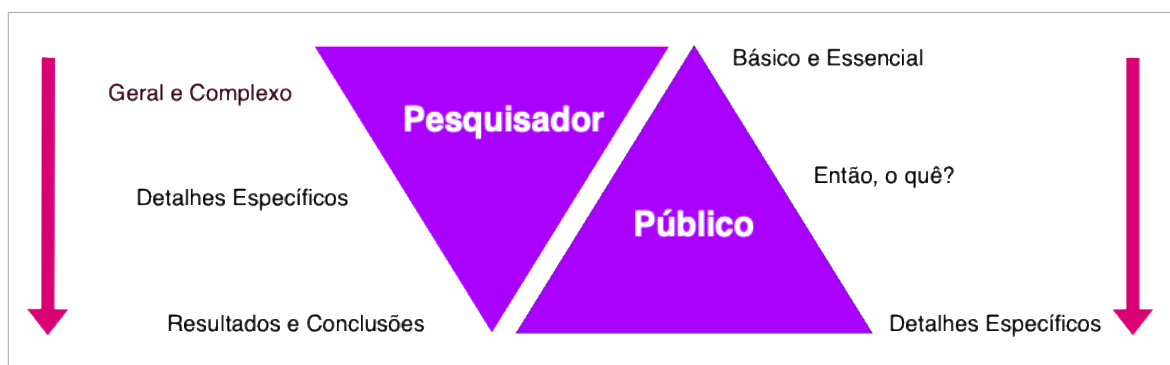 Geral e Complexo
Detalhes Específicos
Resultados e Conclusões
Pesquisador
Público
Básico e Essencial
Então, o quê?
Detalhes Específicos